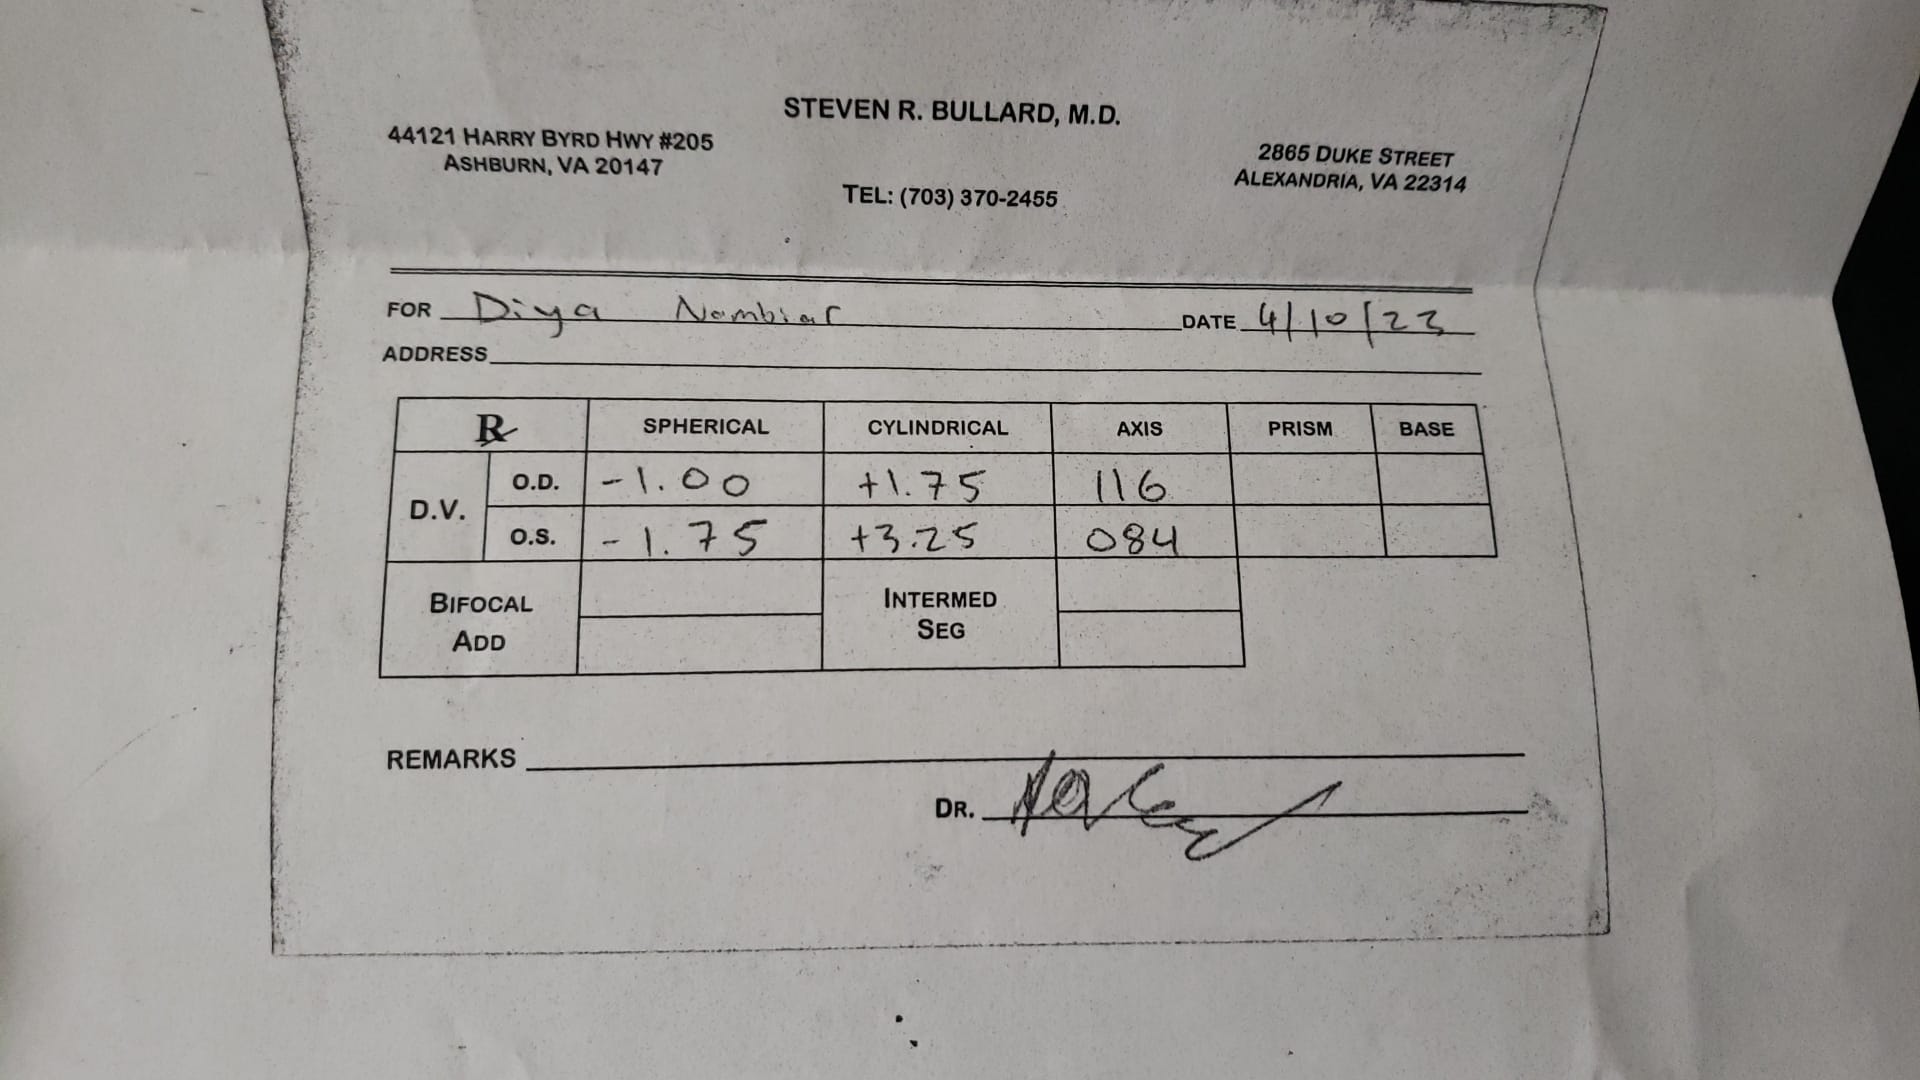 STEVEN R. BULLARD, M.D.
44121 HARRY BYRD HWY #205
ASHBURN, VA 20147
2865 DUKE STREET
ALEXANDRIA, VA 22314
TEL: (703) 370-2455
FOR Diya Nambiar DATE 4/10/23
ADDRESS
Rx SPHERICAL CYLINDRICAL AXIS PRISM BASE
D.V. O.D. -1.00 +1.75 116
O.S. -1.75 +3.25 084
BIFOCAL ADD INTERMED SEG
REMARKS
DR.